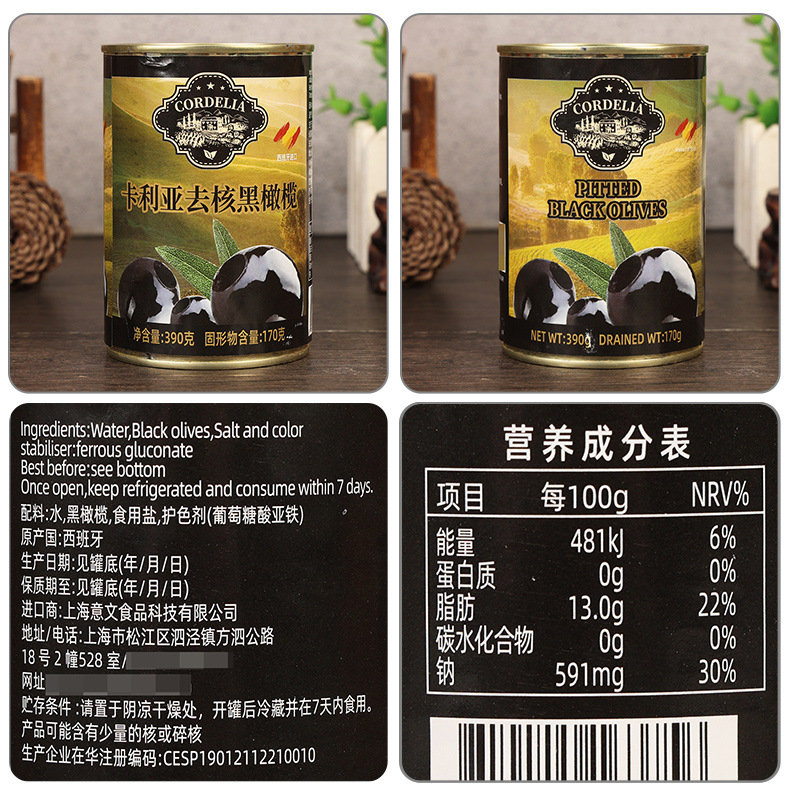 CORDELIA
西班牙进口
卡利亚去核黑橄榄
净含量:390克 固形物含量:170克
CORDELIA
PITTED
BLACK OLIVES
NET WT:390g DRAINED WT:170g
Ingredients:Water,Black olives,Salt and color
stabiliser:ferrous gluconate
Best before:see bottom
Once open,keep refrigerated and consume within 7 days.
配料:水,黑橄榄,食用盐,护色剂(葡萄糖酸亚铁)
原产国:西班牙
生产日期:见罐底(年/月/日)
保质期至:见罐底(年/月/日)
进口商:上海意文食品科技有限公司
地址/电话:上海市松江区泗泾镇方泗公路
18号2幢528室/
网址
贮存条件:请置于阴凉干燥处，开罐后冷藏并在7天内食用。
产品可能含有少量的核或碎核
生产企业在华注册编码:CESP19012112210010
营养成分表
项目 每100g NRV%
能量 481kJ 6%
蛋白质 0g 0%
脂肪 13.0g 22%
碳水化合物 0g 0%
钠 591mg 30%